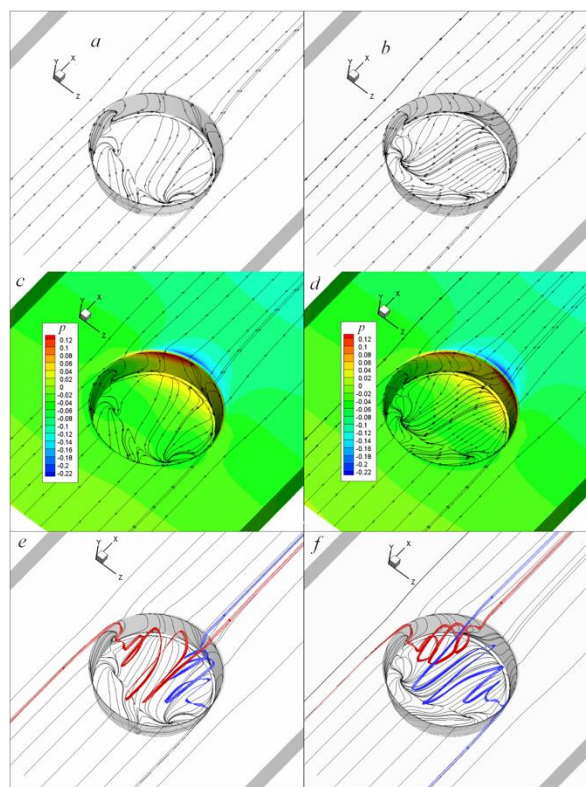 a
b
Y
X
Z
Y
X
Z
c
d
Y
X
Z
Y
X
Z
p
0.12
0.1
0.08
0.06
0.04
0.02
0
-0.02
-0.04
-0.06
-0.08
-0.1
-0.12
-0.14
-0.16
-0.18
-0.2
-0.22
p
0.12
0.1
0.08
0.06
0.04
0.02
0
-0.02
-0.04
-0.06
-0.08
-0.1
-0.12
-0.14
-0.16
-0.18
-0.2
-0.22
e
f
Y
X
Z
Y
X
Z